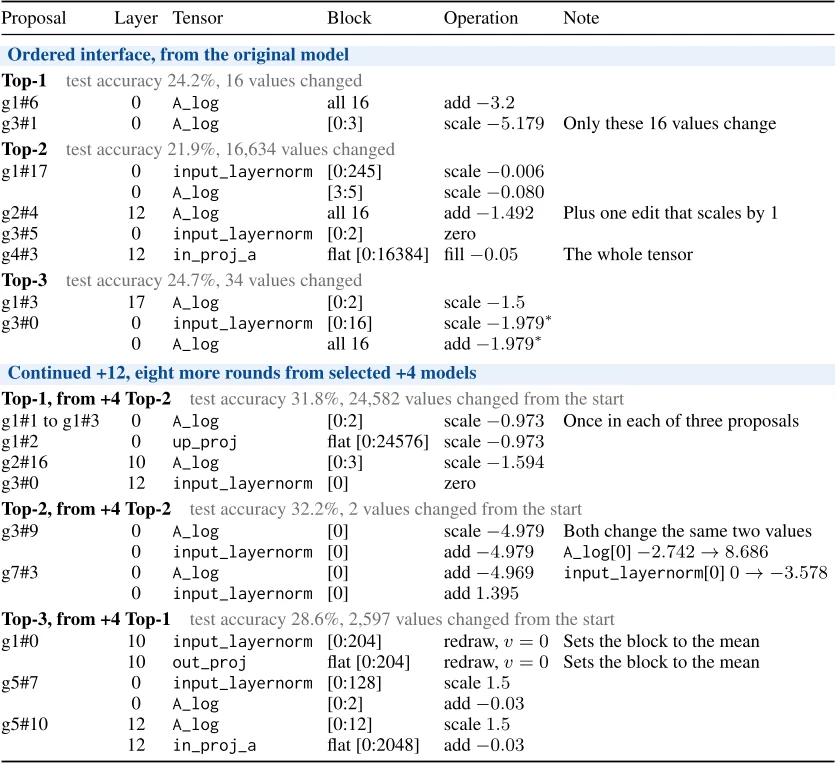 Proposal Layer Tensor Block Operation Note
Ordered interface, from the original model
Top-1 test accuracy 24.2%, 16 values changed
g1#6 0 A_log all 16 add −3.2
g3#1 0 A_log [0:3] scale −5.179 Only these 16 values change
Top-2 test accuracy 21.9%, 16,634 values changed
g1#17 0 input_layernorm [0:245] scale −0.006
0 A_log [3:5] scale −0.080
g2#4 12 A_log all 16 add −1.492 Plus one edit that scales by 1
g3#5 0 input_layernorm [0:2] zero
g4#3 12 in_proj_a flat [0:16384] fill −0.05 The whole tensor
Top-3 test accuracy 24.7%, 34 values changed
g1#3 17 A_log [0:2] scale −1.5
g3#0 0 input_layernorm [0:16] scale −1.979*
0 A_log all 16 add −1.979*
Continued +12, eight more rounds from selected +4 models
Top-1, from +4 Top-2 test accuracy 31.8%, 24,582 values changed from the start
g1#1 to g1#3 0 A_log [0:2] scale −0.973 Once in each of three proposals
g1#2 0 up_proj flat [0:24576] scale −0.973
g2#16 10 A_log [0:3] scale −1.594
g3#0 12 input_layernorm [0] zero
Top-2, from +4 Top-2 test accuracy 32.2%, 2 values changed from the start
g3#9 0 A_log [0] scale −4.979 Both change the same two values
0 input_layernorm [0] add −4.979 A_log[0] −2.742 → 8.686
g7#3 0 A_log [0] add −4.969 input_layernorm[0] 0 → −3.578
0 input_layernorm [0] add 1.395
Top-3, from +4 Top-1 test accuracy 28.6%, 2,597 values changed from the start
g1#0 10 input_layernorm [0:204] redraw, v = 0 Sets the block to the mean
10 out_proj flat [0:204] redraw, v = 0 Sets the block to the mean
g5#7 0 input_layernorm [0:128] scale 1.5
0 A_log [0:2] add −0.03
g5#10 12 A_log [0:12] scale 1.5
12 in_proj_a flat [0:2048] add −0.03